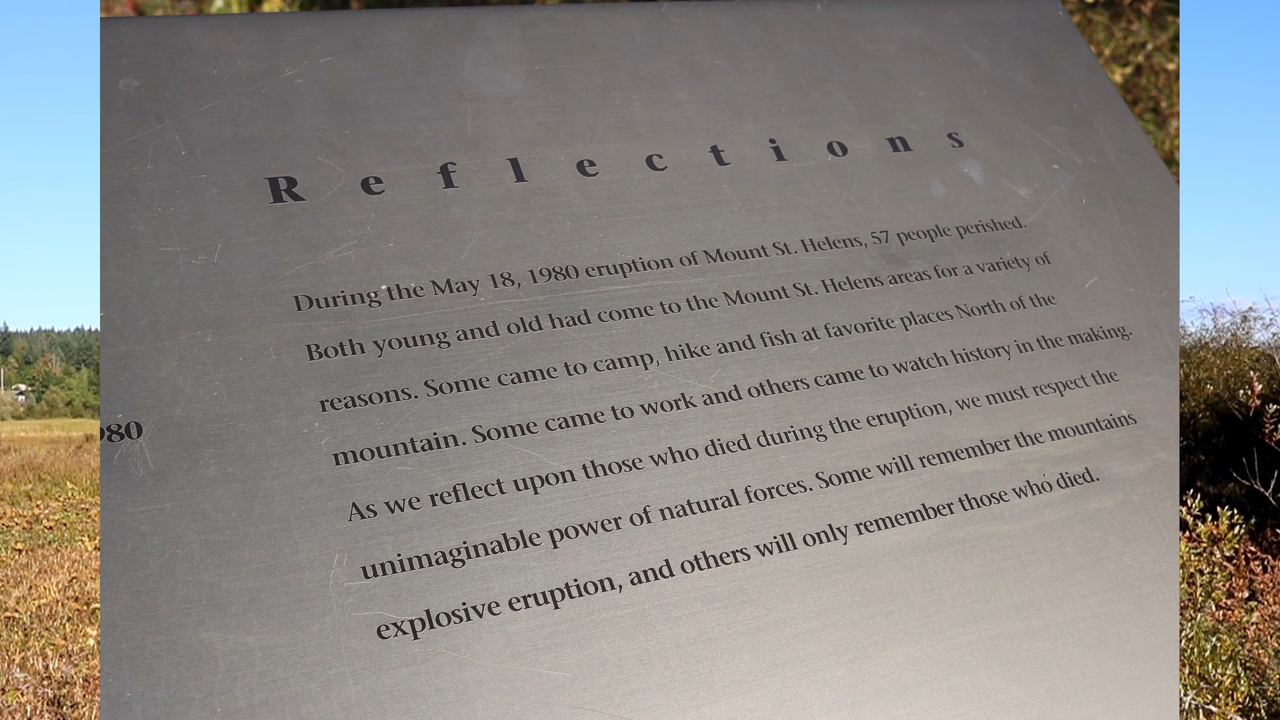 Reflections
During the May 18, 1980 eruption of Mount St. Helens, 57 people perished.
Both young and old had come to the Mount St. Helens areas for a variety of
reasons. Some came to camp, hike and fish at favorite places North of the
mountain. Some came to work and others came to watch history in the making.
As we reflect upon those who died during the eruption, we must respect the
unimaginable power of natural forces. Some will remember the mountains
explosive eruption, and others will only remember those who died.
80